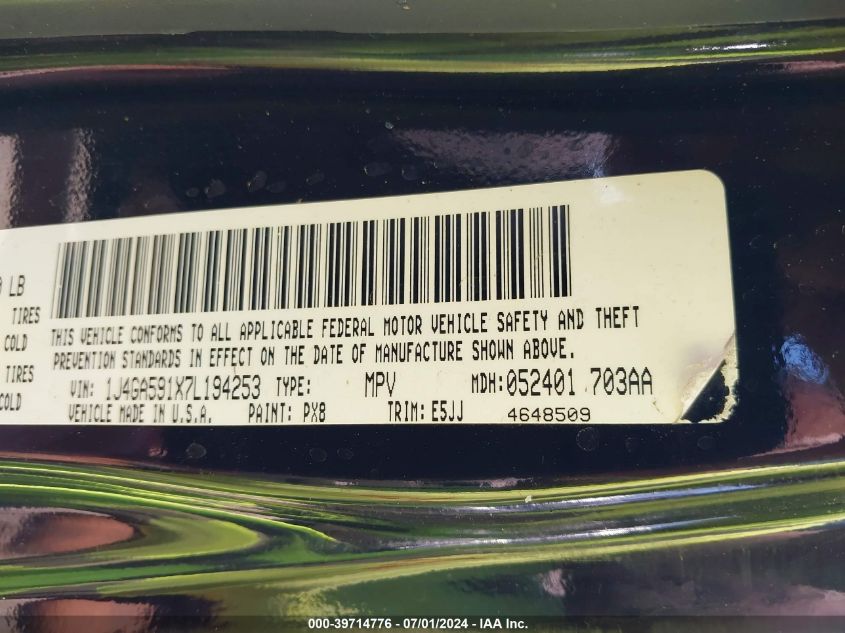 0 LB
TIRES
COLD
TIRES
COLD
THIS VEHICLE CONFORMS TO ALL APPLICABLE FEDERAL MOTOR VEHICLE SAFETY AND THEFT
PREVENTION STANDARDS IN EFFECT ON THE DATE OF MANUFACTURE SHOWN ABOVE.
VIN: 1J4GA591X7L194253 TYPE: MPV MDH:052401 703AA
VEHICLE MADE IN U.S.A. PAINT: PX8 TRIM: E5JJ 4648509
000-39714776 - 07/01/2024 - IAA Inc.